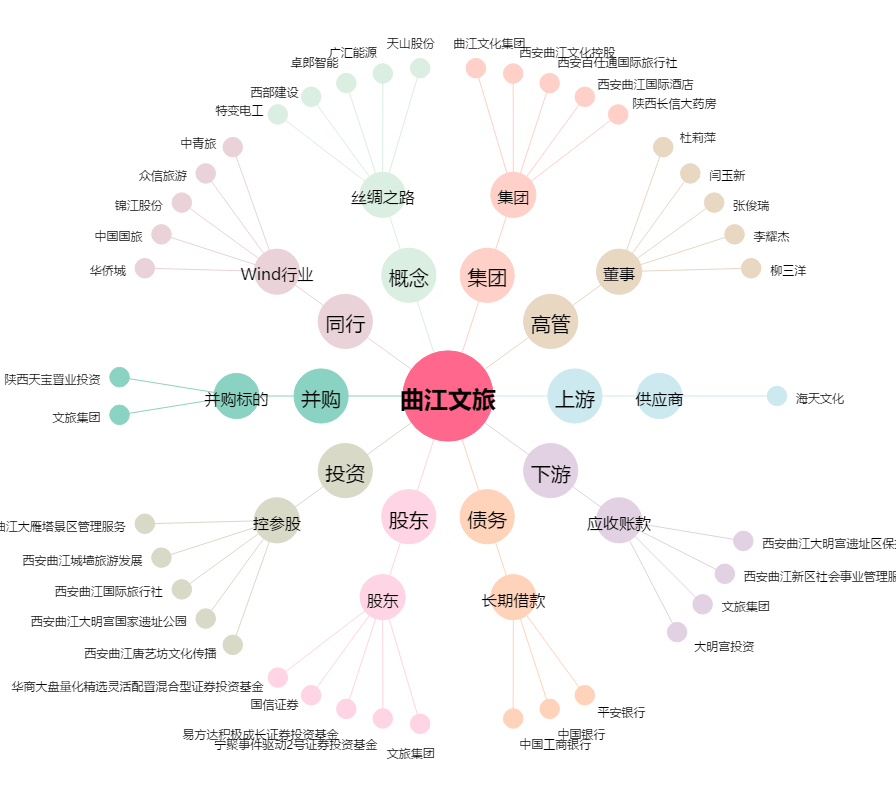 天山股份
曲江文化集团
广汇能源
西安曲江文化控股
卓郎智能
西安百仕通国际旅行社
西部建设
西安曲江国际酒店
特变电工
陕西长信大药房
中青旅
杜莉萍
众信旅游
闫玉新
锦江股份
张俊瑞
中国国旅
李耀杰
华侨城
柳三洋
丝绸之路
集团
Wind行业
董事
概念
集团
同行
高管
陕西天宝置业投资
文旅集团
并购标的
并购
曲江文旅
上游
供应商
海天文化
投资
下游
控参股
股东
债务
应收账款
曲江大雁塔景区管理服务
西安曲江城墙旅游发展
西安曲江国际旅行社
西安曲江大明宫国家遗址公园
西安曲江唐艺坊文化传播
西安曲江大明宫遗址区保
西安曲江新区社会事业管理服
文旅集团
大明宫投资
股东
长期借款
华商大盘量化精选灵活配置混合型证券投资基金
国信证券
易方达积极成长证券投资基金
宁聚事件驱动2号证券投资基金
文旅集团
平安银行
中国银行
中国工商银行